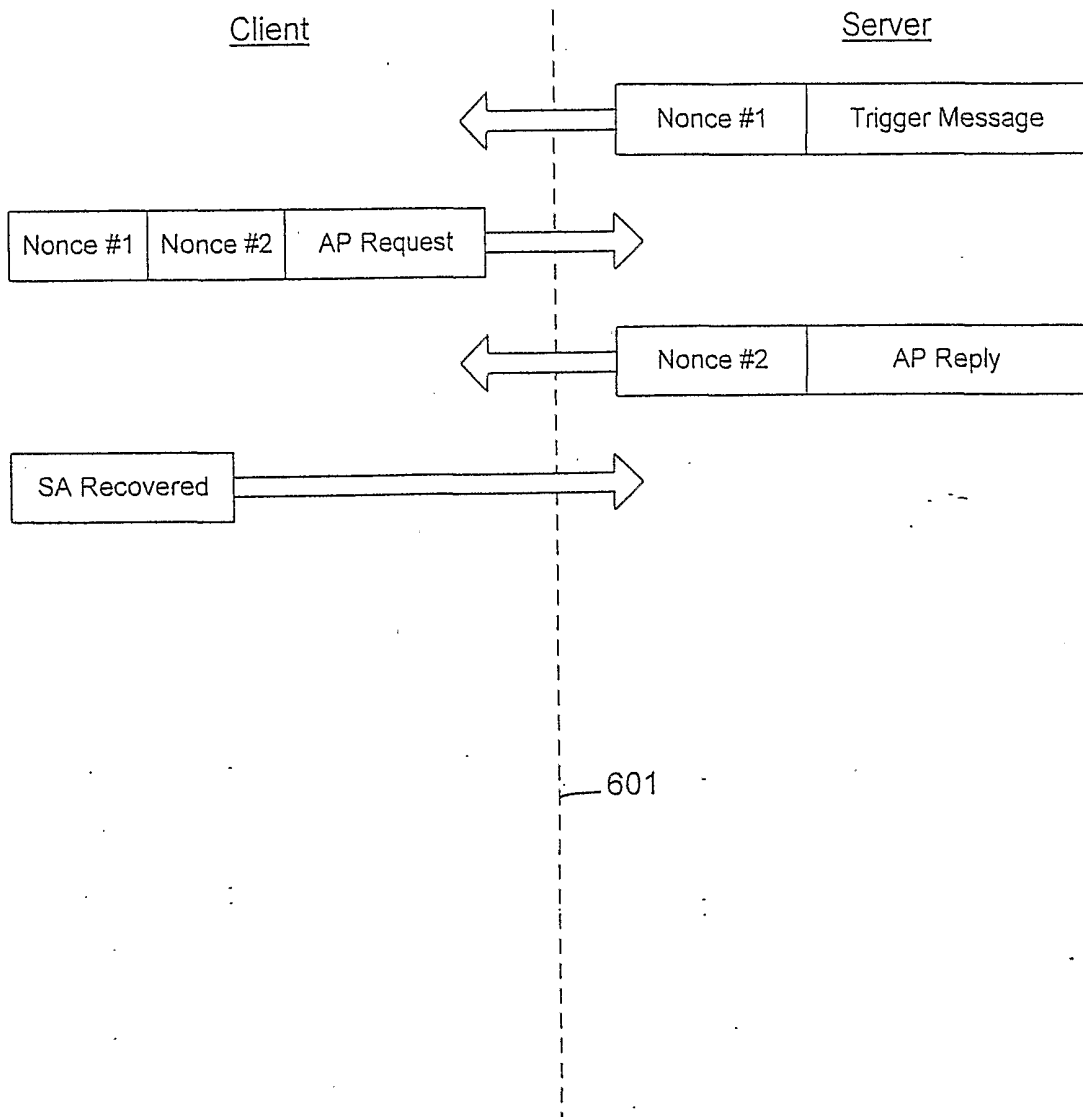 Client
Server
Nonce #1 Trigger Message
Nonce #1 Nonce #2 AP Request
Nonce #2 AP Reply
SA Recovered
601